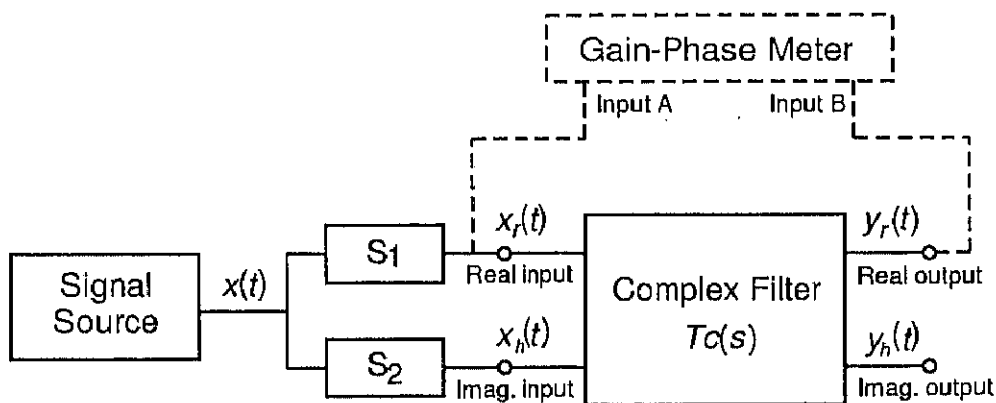 Gain-Phase Meter
Input A
Input B
Signal
Source
x(t)
S1
S2
xr(t)
Real input
xh(t)
Imag. input
Complex Filter
Tc(s)
yr(t)
Real output
yh(t)
Imag. output